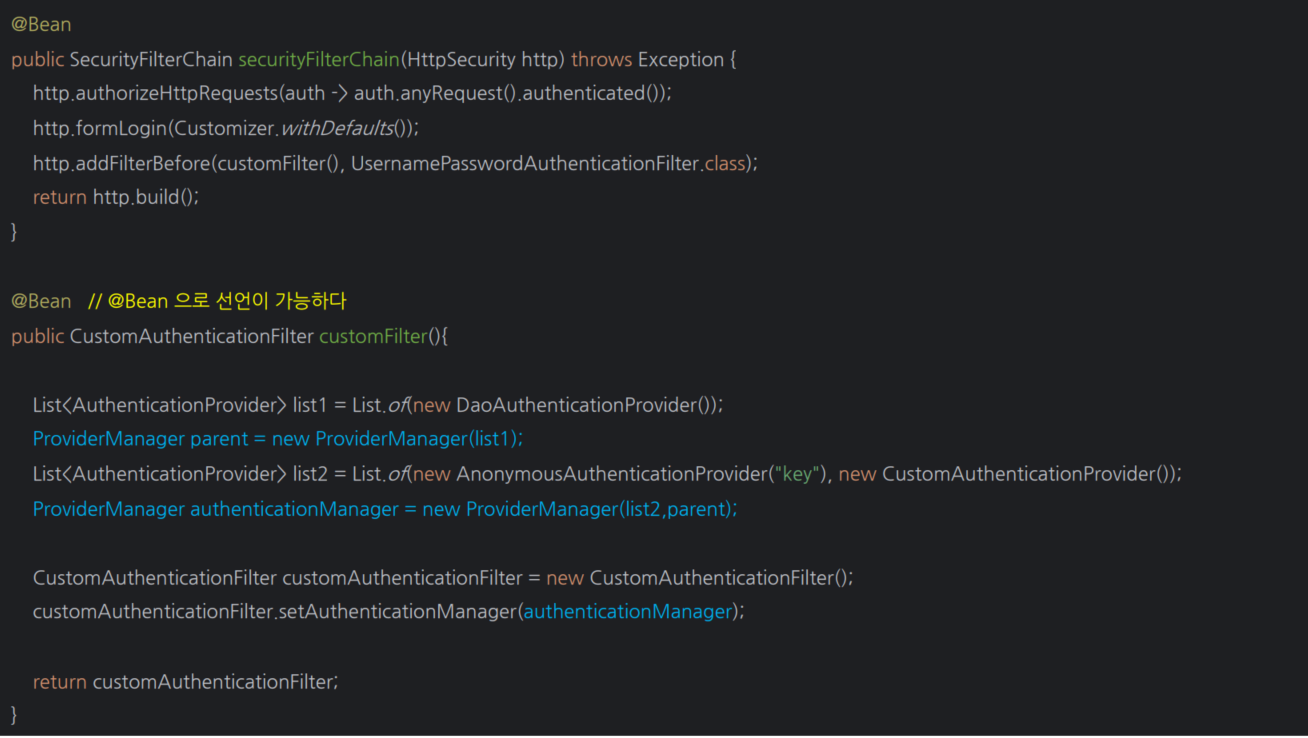 @Bean
public SecurityFilterChain securityFilterChain(HttpSecurity http) throws Exception {
    http.authorizeHttpRequests(auth -> auth.anyRequest().authenticated());
    http.formLogin(Customizer.withDefaults());
    http.addFilterBefore(customFilter(), UsernamePasswordAuthenticationFilter.class);
    return http.build();
}
@Bean // @Bean 으로 선언이 가능하다
public CustomAuthenticationFilter customFilter(){
    List<AuthenticationProvider> list1 = List.of(new DaoAuthenticationProvider());
    ProviderManager parent = new ProviderManager(list1);
    List<AuthenticationProvider> list2 = List.of(new AnonymousAuthenticationProvider("key"), new CustomAuthenticationProvider());
    ProviderManager authenticationManager = new ProviderManager(list2,parent);
    CustomAuthenticationFilter customAuthenticationFilter = new CustomAuthenticationFilter();
    customAuthenticationFilter.setAuthenticationManager(authenticationManager);
    return customAuthenticationFilter;
}